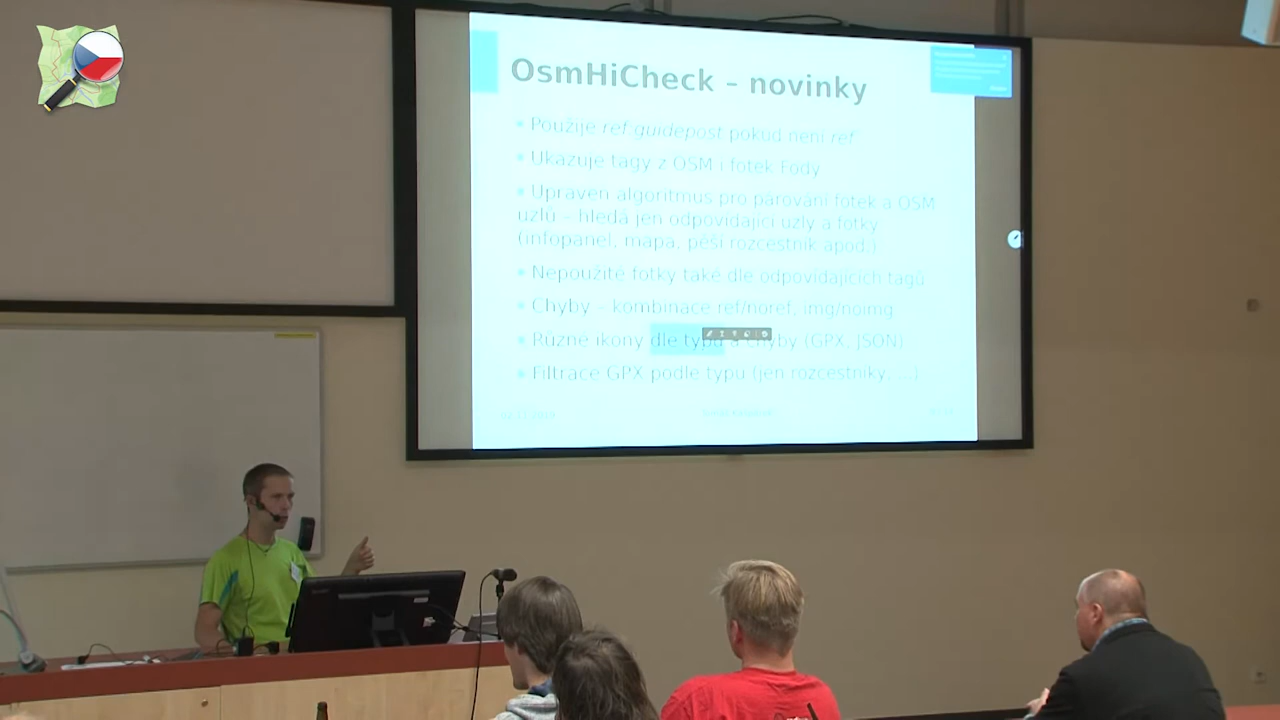 OsmHiCheck – novinky
Použije ref guidepost pokud není ref
Ukazuje tagy z OSM i fotek Fody
Upraven algoritmus pro párování fotek a OSM
uzlů – hledá jen odpovídající uzly a fotky
(infopanel, mapa, pěší rozcestník apod.)
Nepoužité fotky také dle odpovídajících tagů
Chyby – kombinace ref/noref, img/noimg
Různé ikony dle typu a chyby (GPX, JSON)
Filtrace GPX podle typu (jen rozcestníky.....)